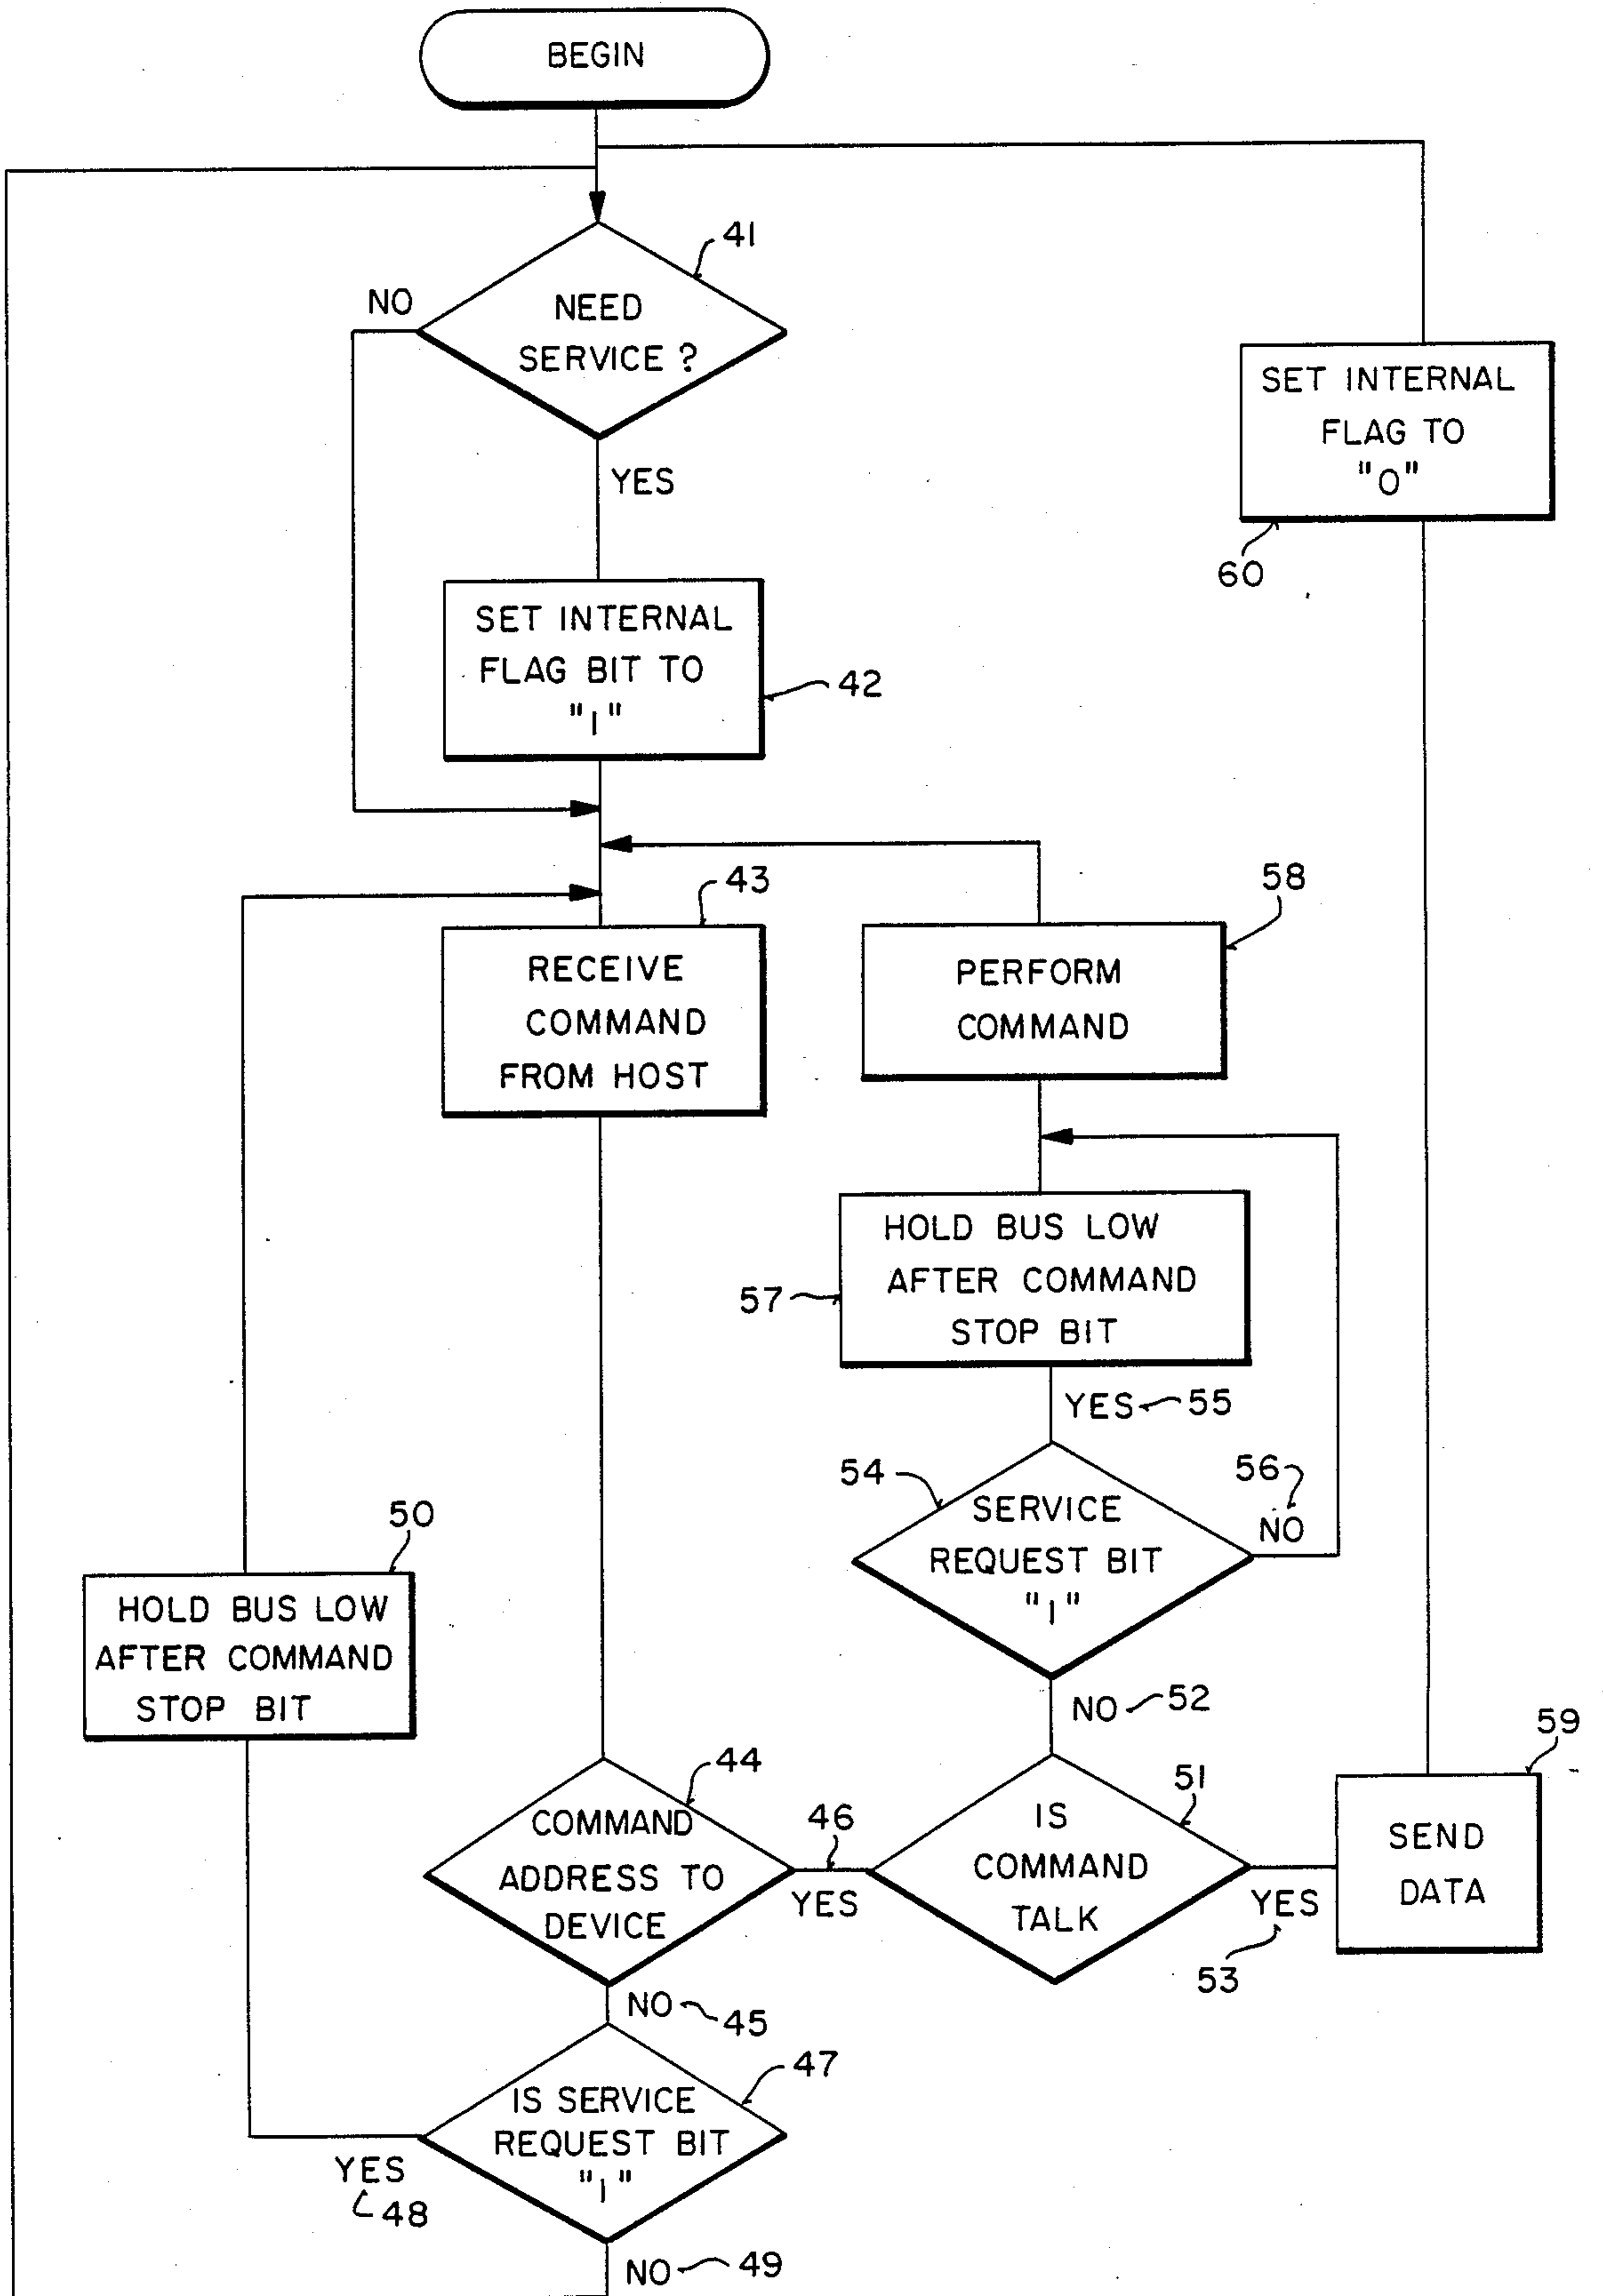 BEGIN
41
NO
NEED
SERVICE ?
YES
SET INTERNAL
FLAG TO
"0"
60
SET INTERNAL
FLAG BIT TO
"1"
42
43
RECEIVE
COMMAND
FROM HOST
58
PERFORM
COMMAND
HOLD BUS LOW
AFTER COMMAND
STOP BIT
57
YES 55
54
SERVICE
REQUEST BIT
"1"
56
NO
50
HOLD BUS LOW
AFTER COMMAND
STOP BIT
NO 52
44
COMMAND
ADDRESS TO
DEVICE
46
YES
51
IS
COMMAND
TALK
YES
53
59
SEND
DATA
NO 45
47
IS SERVICE
REQUEST BIT
"1"
YES
48
NO 49